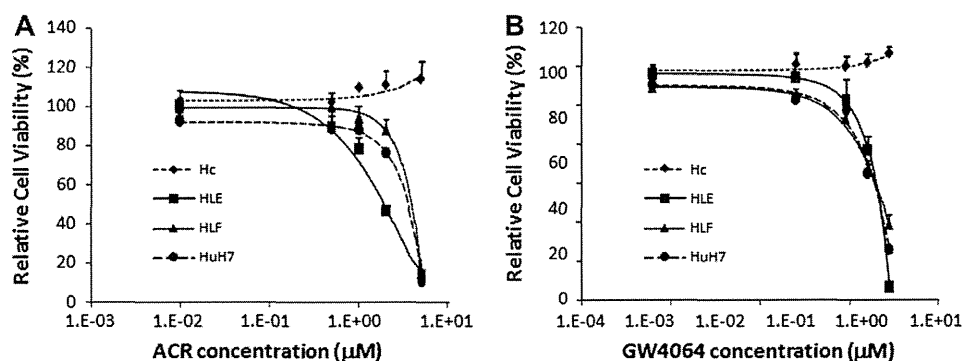 A
Relative Cell Viability (%)
140
120
100
80
60
40
20
0
Hc
HLE
HLF
HuH7
1.E-03 1.E-02 1.E-01 1.E+00 1.E+01
ACR concentration (µM)
B
Relative Cell Viability (%)
120
100
80
60
40
20
0
Hc
HLE
HLF
HuH7
1.E-04 1.E-03 1.E-02 1.E-01 1.E+00 1.E+01
GW4064 concentration (µM)